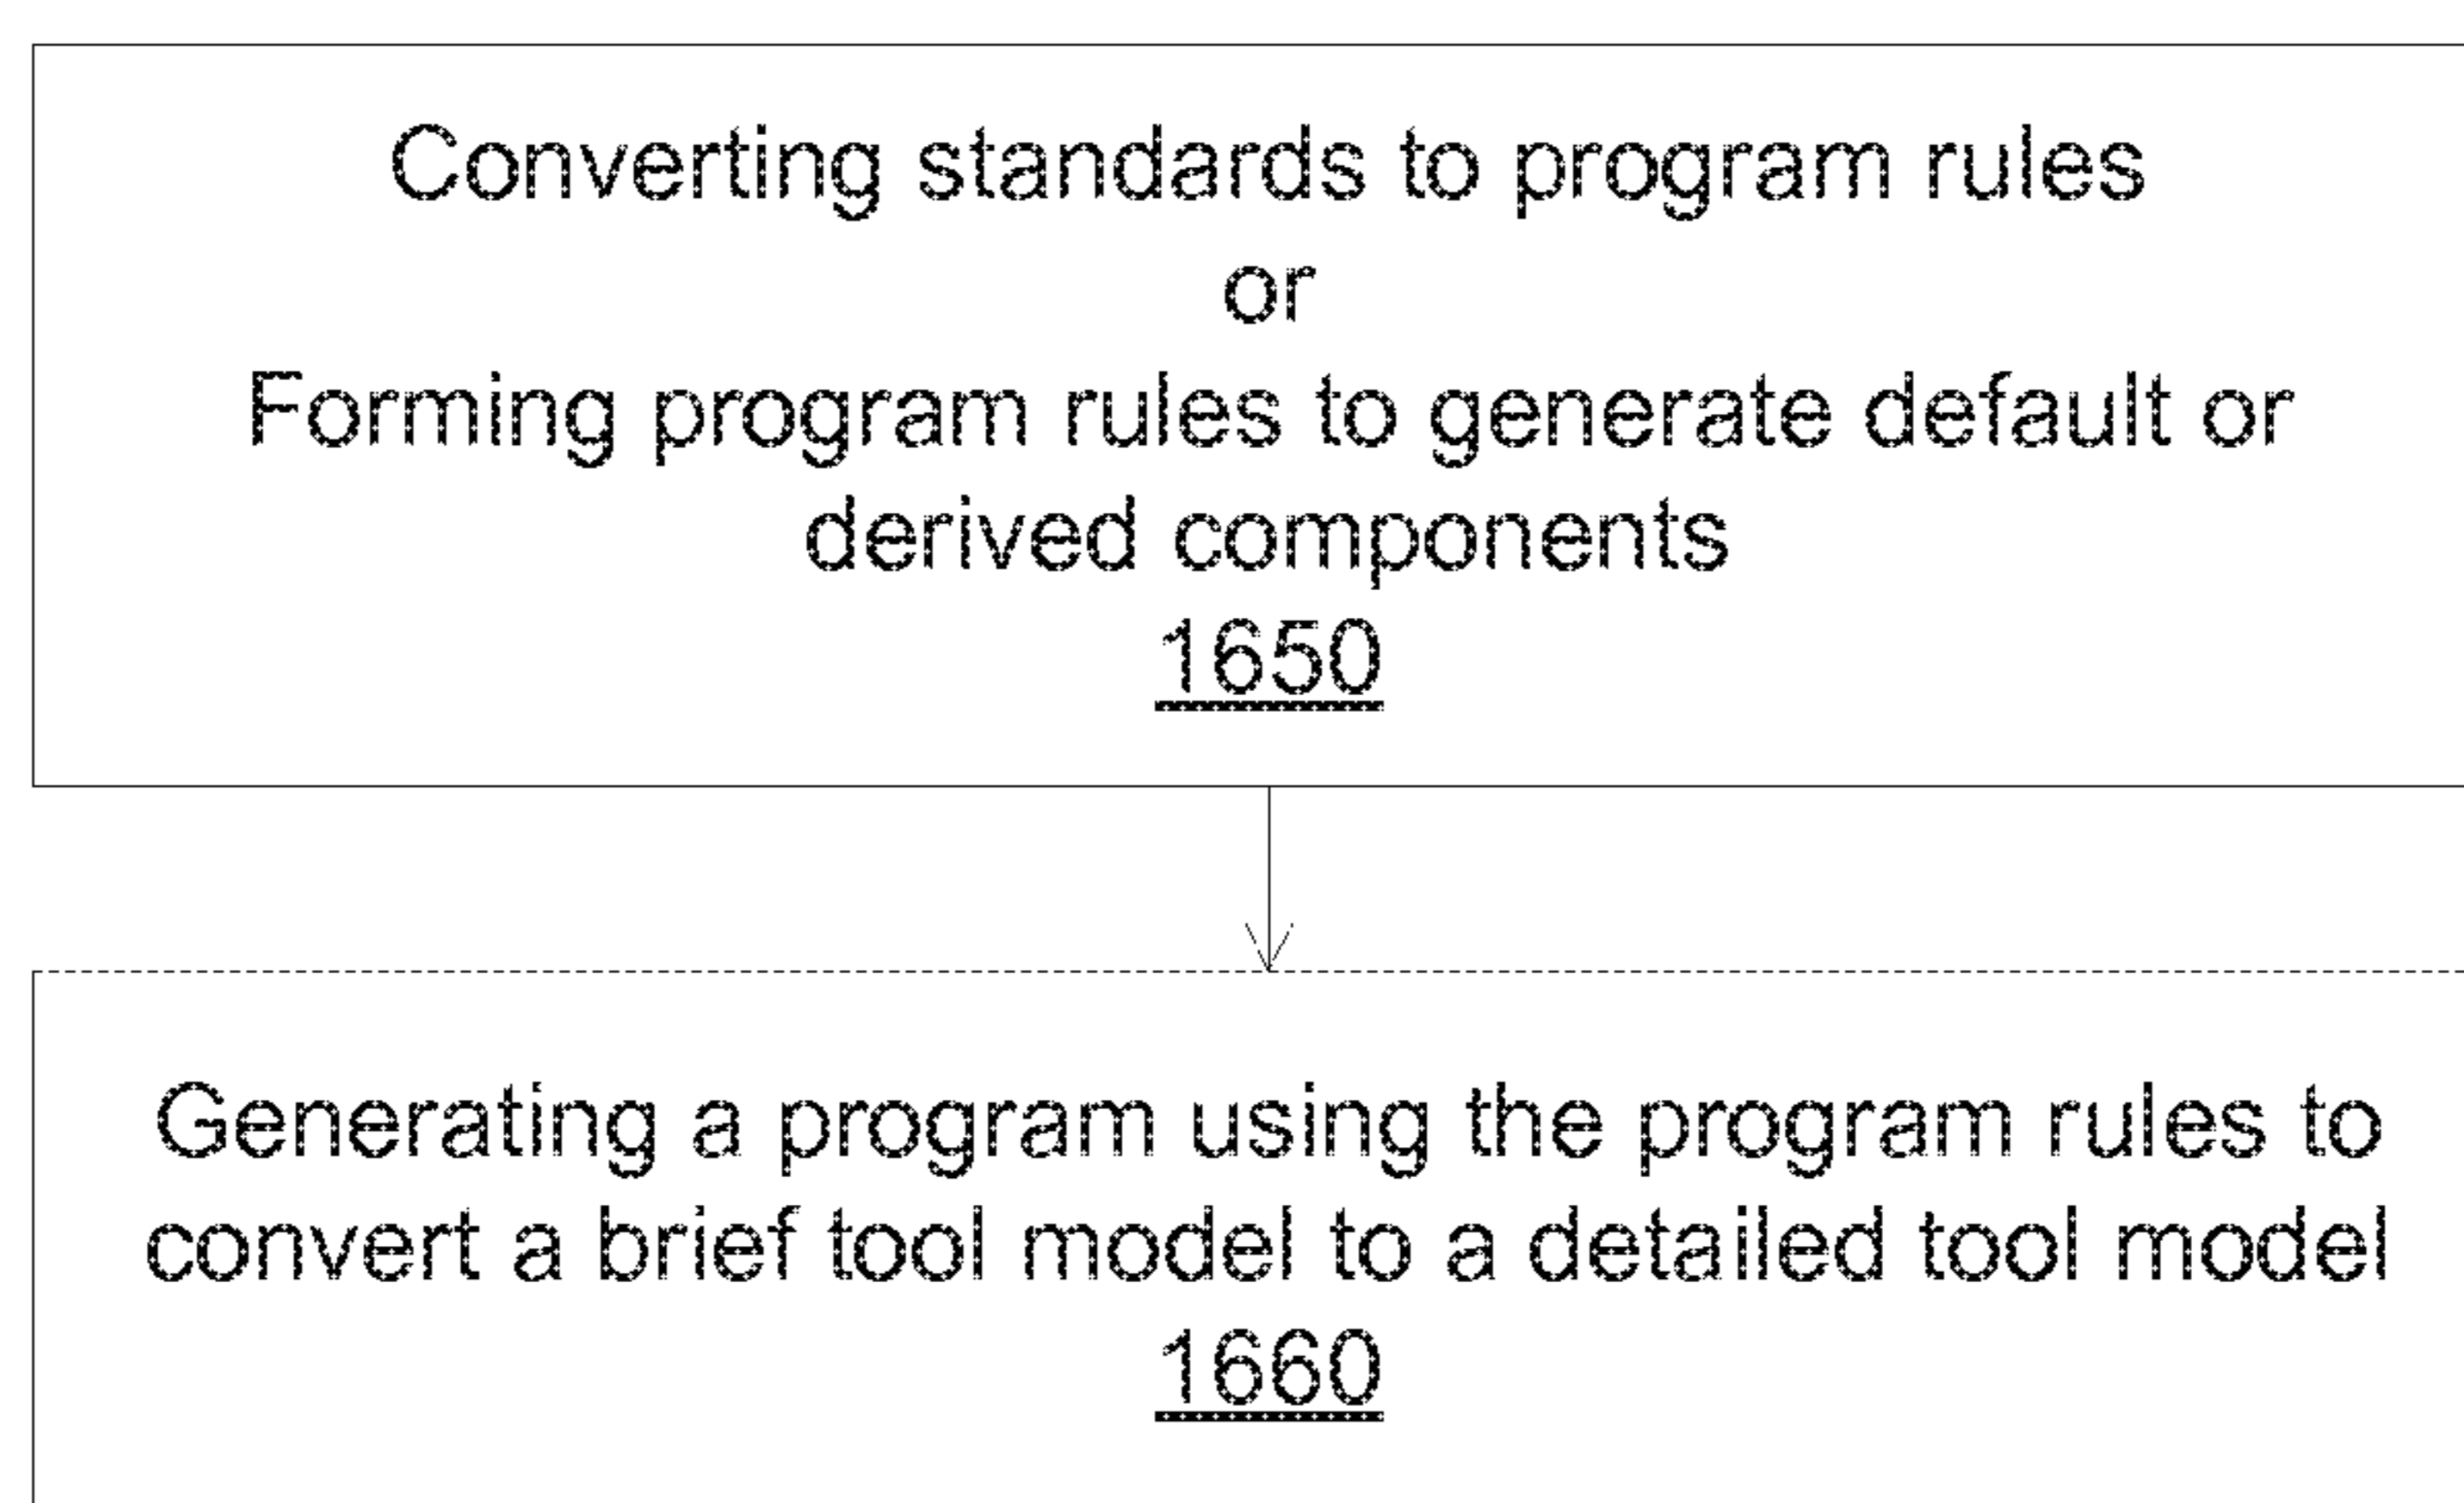 Converting standards to program rules
or
Forming program rules to generate default or
derived components
1650
Generating a program using the program rules to
convert a brief tool model to a detailed tool model
1660